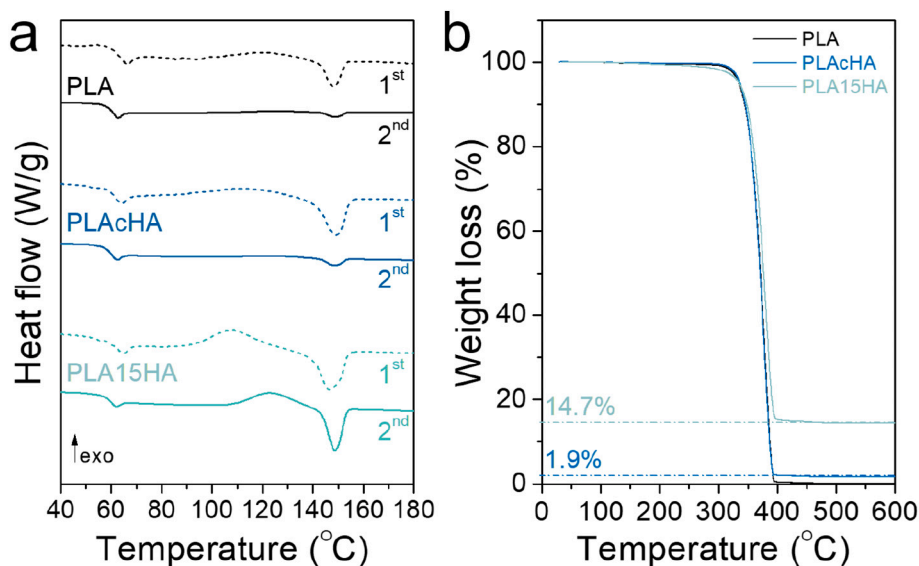 a
PLA
1st
2nd
PLAcHA
1st
2nd
PLA15HA
1st
2nd
exo
Heat flow (W/g)
40 60 80 100 120 140 160 180
Temperature (°C)
b
PLA
PLAcHA
PLA15HA
100
80
60
40
20
0
14.7%
1.9%
Weight loss (%)
0 100 200 300 400 500 600
Temperature (°C)